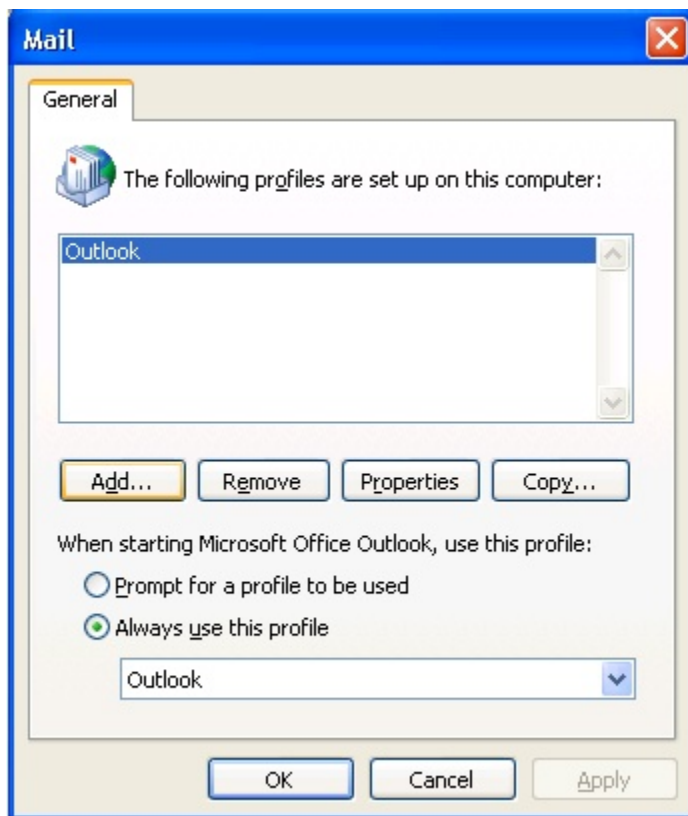 Mail
General
The following profiles are set up on this computer:
Outlook
Add... Remove Properties Copy...
When starting Microsoft Office Outlook, use this profile:
Prompt for a profile to be used
Always use this profile
Outlook
OK Cancel Apply